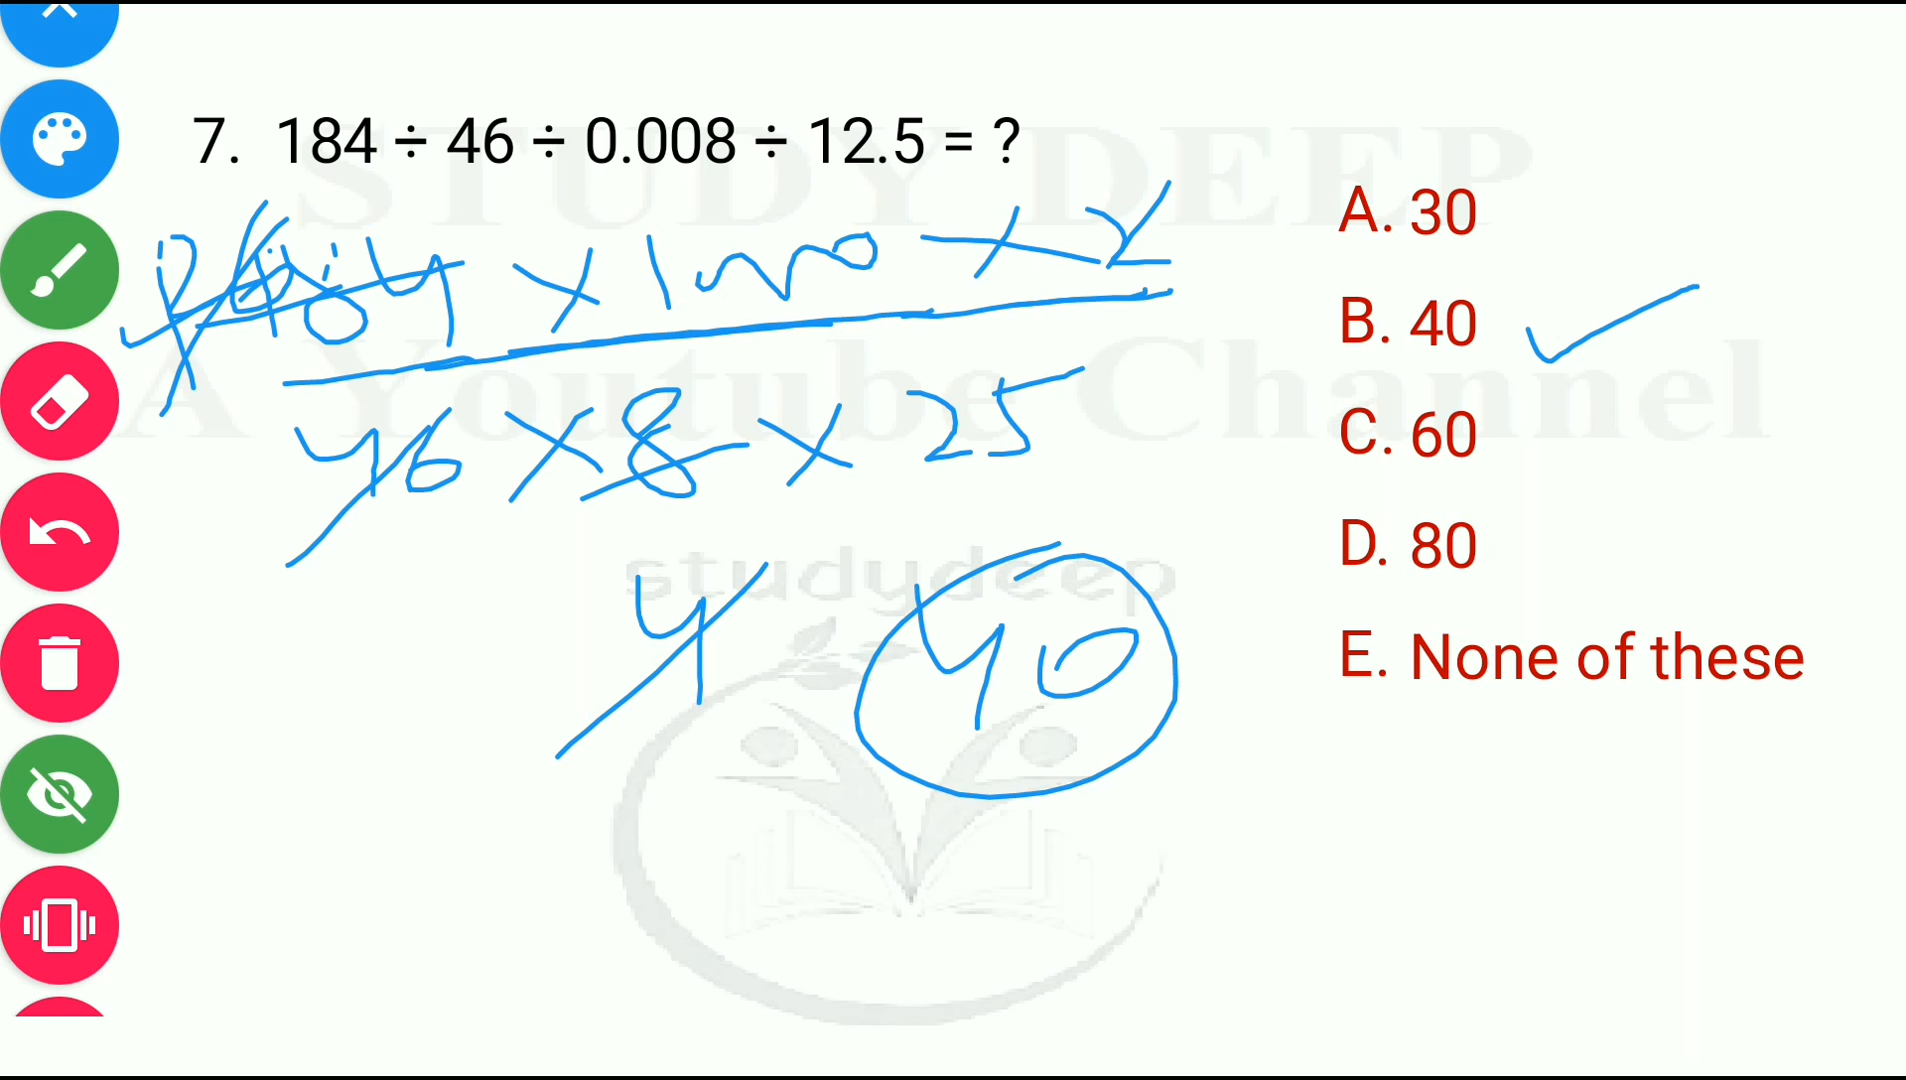 7. 184 ÷ 46 ÷ 0.008 ÷ 12.5 = ?
STUDY DEEP
A Youtube Channel
A. 30
B. 40
C. 60
D. 80
E. None of these
184 × 1000 × 2
46 × 8 × 25
studydeep
4
40